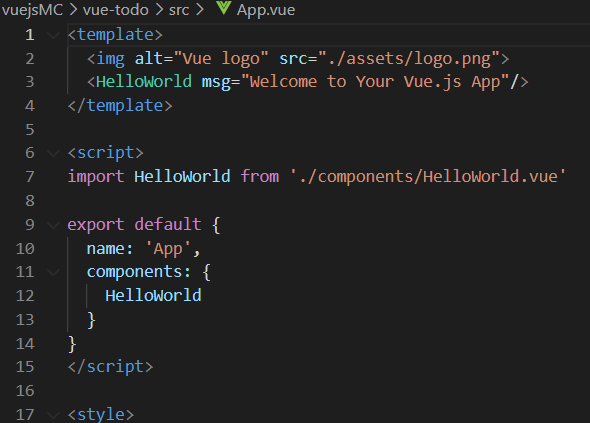 vuejsMC > vue-todo > src > App.vue
1 <template>
2 <img alt="Vue logo" src="./assets/logo.png">
3 <HelloWorld msg="Welcome to Your Vue.js App"/>
4 </template>
5
6 <script>
7 import HelloWorld from './components/HelloWorld.vue'
8
9 export default {
10 name: 'App',
11 components: {
12 HelloWorld
13 }
14 }
15 </script>
16
17 <style>